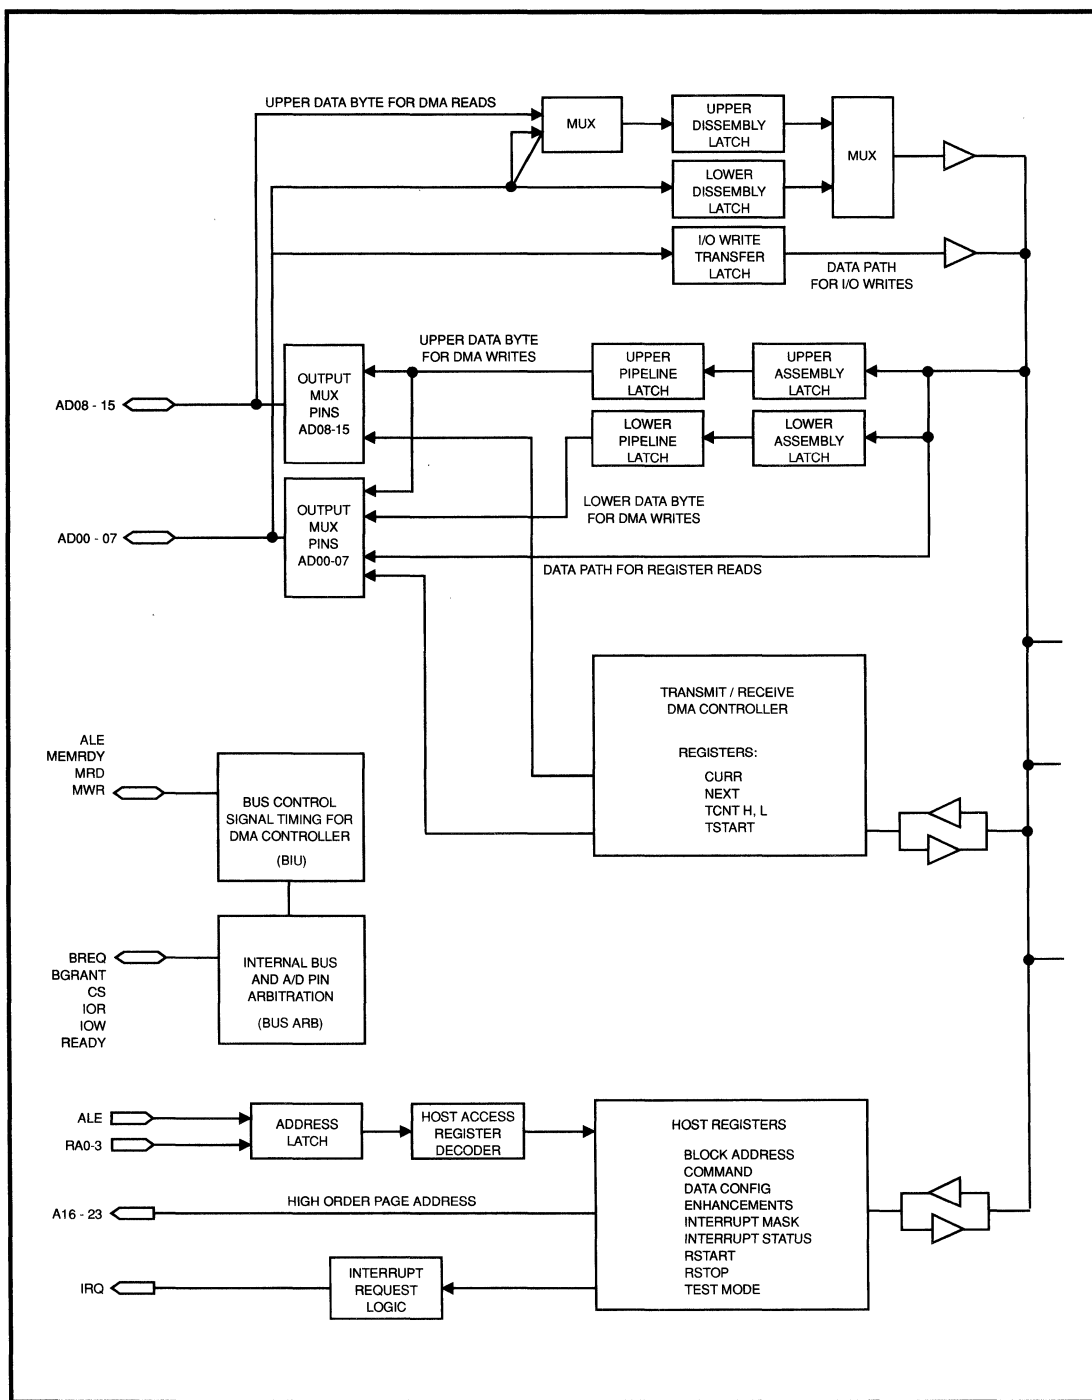 UPPER DATA BYTE FOR DMA READS
MUX
UPPER
DISSEMBLY
LATCH
MUX
LOWER
DISSEMBLY
LATCH
I/O WRITE
TRANSFER
LATCH
DATA PATH
FOR I/O WRITES
UPPER DATA BYTE
FOR DMA WRITES
UPPER
PIPELINE
LATCH
UPPER
ASSEMBLY
LATCH
OUTPUT
MUX
PINS
AD08-15
AD08 - 15
LOWER
PIPELINE
LATCH
LOWER
ASSEMBLY
LATCH
LOWER DATA BYTE
FOR DMA WRITES
OUTPUT
MUX
PINS
AD00-07
AD00 - 07
DATA PATH FOR REGISTER READS
TRANSMIT / RECEIVE
DMA CONTROLLER
REGISTERS:
CURR
NEXT
TCNT H, L
TSTART
ALE
MEMRDY
MRD
MWR
BUS CONTROL
SIGNAL TIMING FOR
DMA CONTROLLER
(BIU)
BREQ
BGRANT
CS
IOR
IOW
READY
INTERNAL BUS
AND A/D PIN
ARBITRATION
(BUS ARB)
ALE
RA0-3
ADDRESS
LATCH
HOST ACCESS
REGISTER
DECODER
HOST REGISTERS
BLOCK ADDRESS
COMMAND
DATA CONFIG
ENHANCEMENTS
INTERRUPT MASK
INTERRUPT STATUS
RSTART
RSTOP
TEST MODE
HIGH ORDER PAGE ADDRESS
A16 - 23
IRQ
INTERRUPT
REQUEST
LOGIC